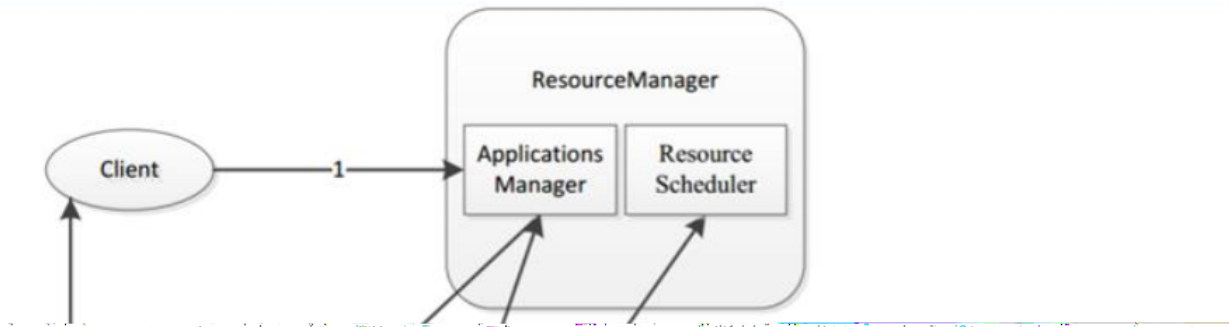 ResourceManager
Client
1
Applications
Manager
Resource
Scheduler